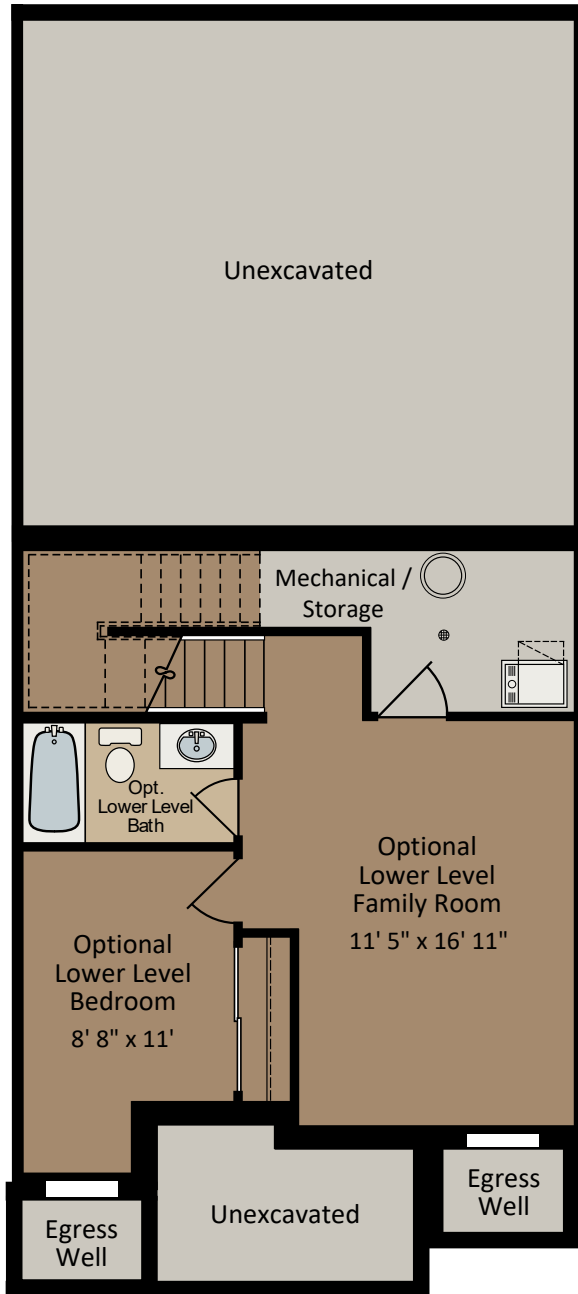 Unexcavated
Mechanical /
Storage
Opt.
Lower Level
Bath
Optional
Lower Level
Family Room
11' 5" x 16' 11"
Optional
Lower Level
Bedroom
8' 8" x 11'
Egress
Well
Unexcavated
Egress
Well